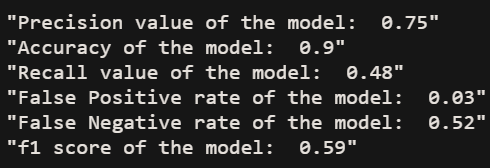 "Precision value of the model:  0.75"
"Accuracy of the model:  0.9"
"Recall value of the model:  0.48"
"False Positive rate of the model:  0.03"
"False Negative rate of the model:  0.52"
"f1 score of the model:  0.59"